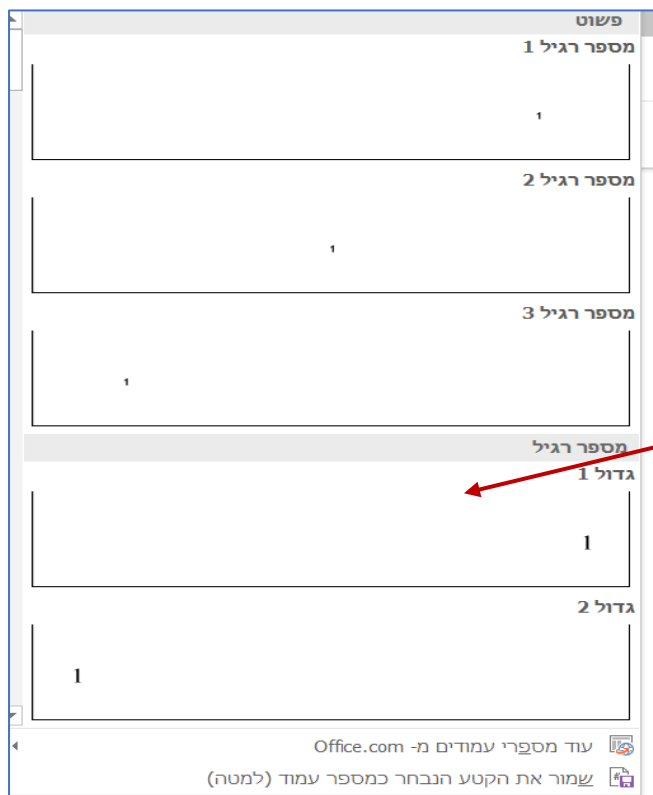 פשוט
מספר רגיל 1
1
מספר רגיל 2
1
מספר רגיל 3
1
מספר רגיל
גדול 1
1
גדול 2
1
עוד מספרי עמודים מ- Office.com
שמור את הקטע הנבחר כמספר עמוד (למטה)